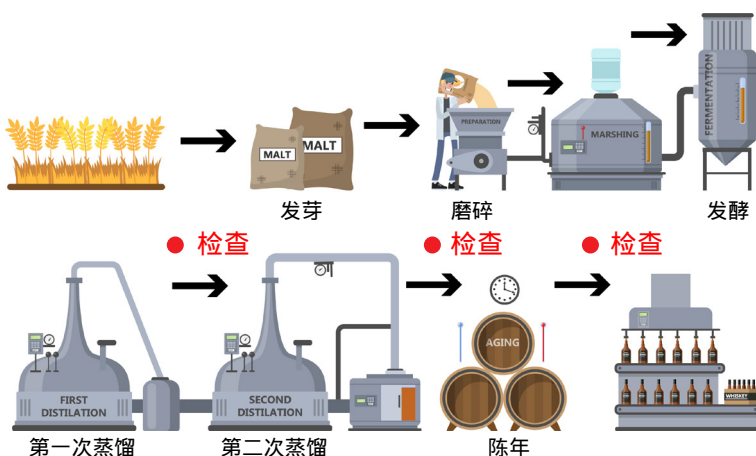 MALT
MALT
PREPARATION
MARSHING
FERMENTATION
发芽
磨碎
发酵
检查
检查
检查
FIRST
DISTILATION
SECOND
DISTILATION
AGING
WHISKEY
第一次蒸馏
第二次蒸馏
陈年